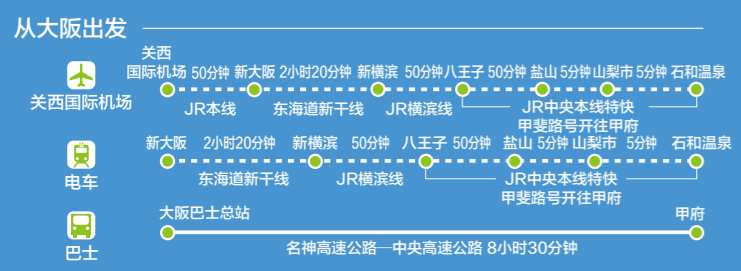 从大阪出发
关西
国际机场 50分钟 新大阪 2小时20分钟 新横滨 50分钟 八王子 50分钟 盐山 5分钟 山梨市 5分钟 石和温泉
关西国际机场
JR本线 东海道新干线 JR横滨线 JR中央本线特快
甲斐路号开往甲府
新大阪 2小时20分钟 新横滨 50分钟 八王子 50分钟 盐山 5分钟 山梨市 5分钟 石和温泉
电车
东海道新干线 JR横滨线 JR中央本线特快
甲斐路号开往甲府
大阪巴士总站 甲府
巴士
名神高速公路—中央高速公路 8小时30分钟